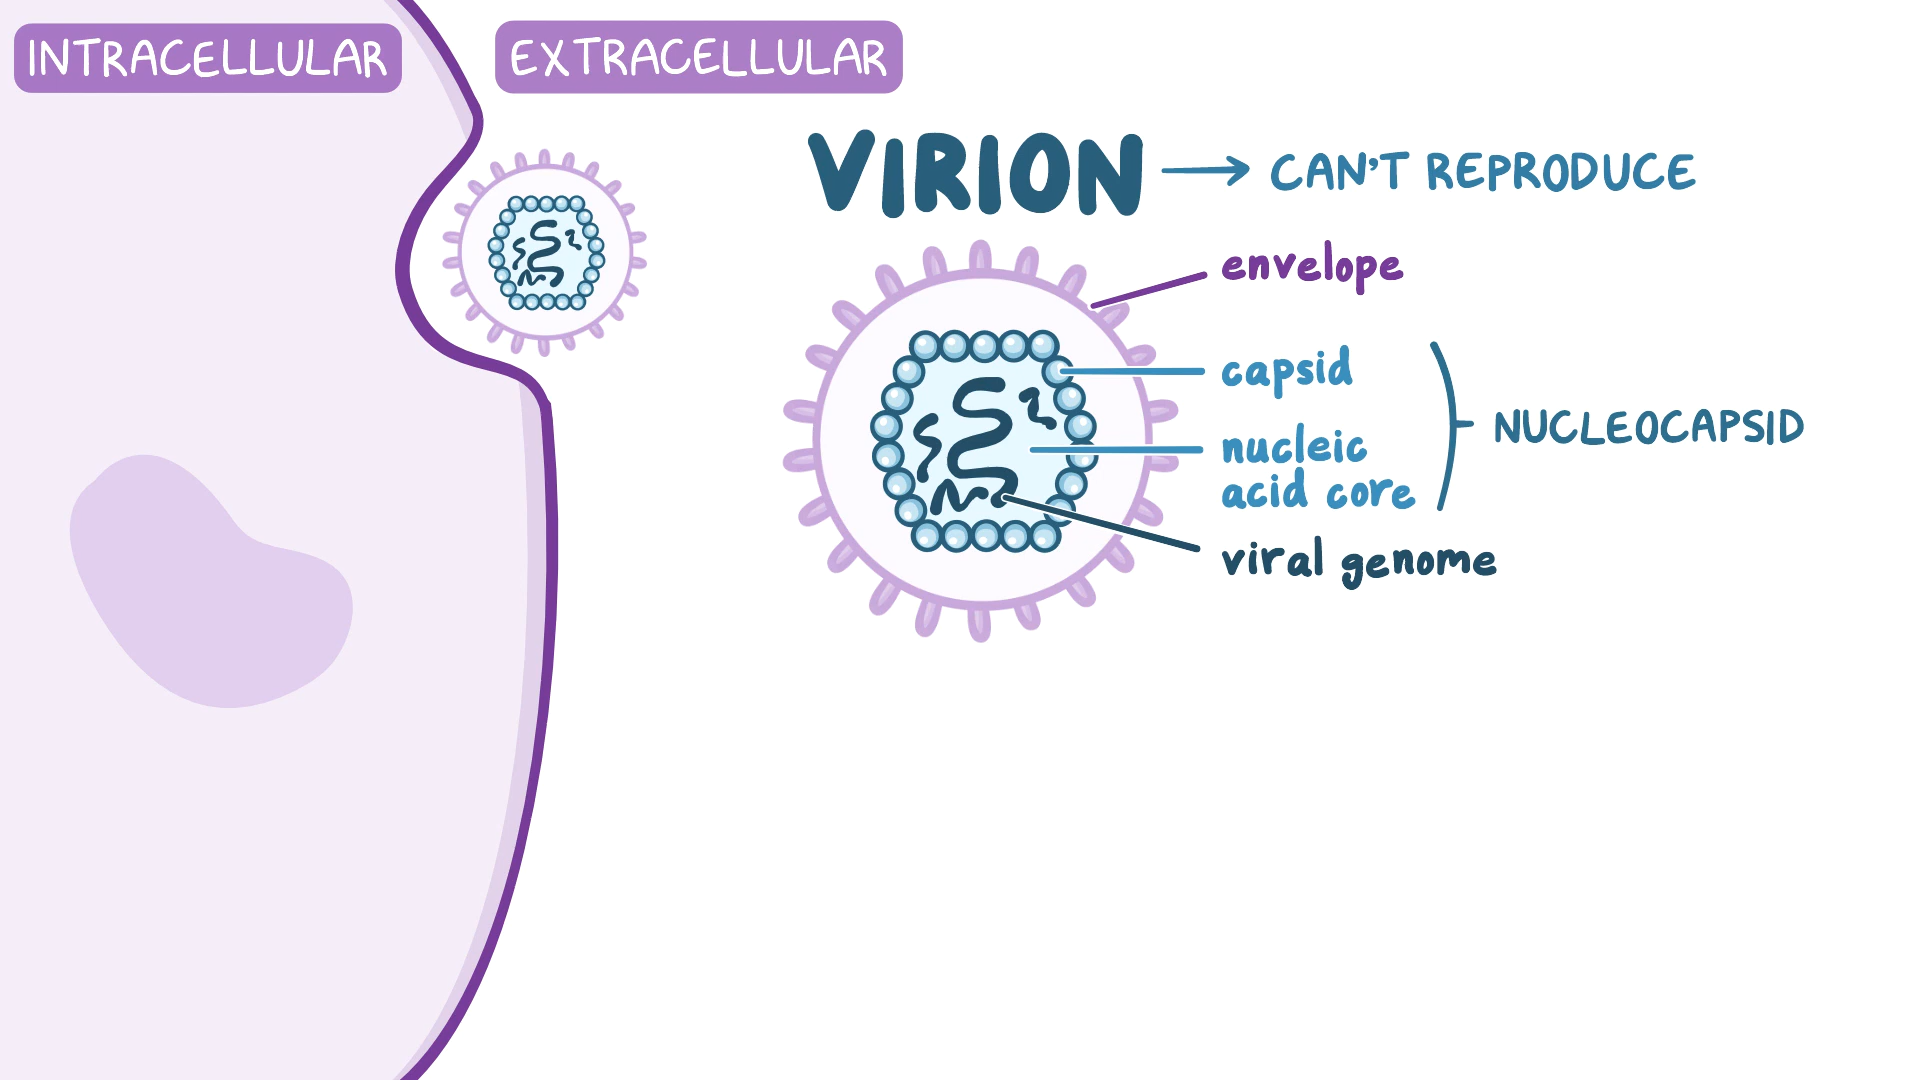 INTRACELLULAR
EXTRACELLULAR
VIRION → CAN'T REPRODUCE
envelope
capsid
nucleic
acid core
NUCLEOCAPSID
viral genome